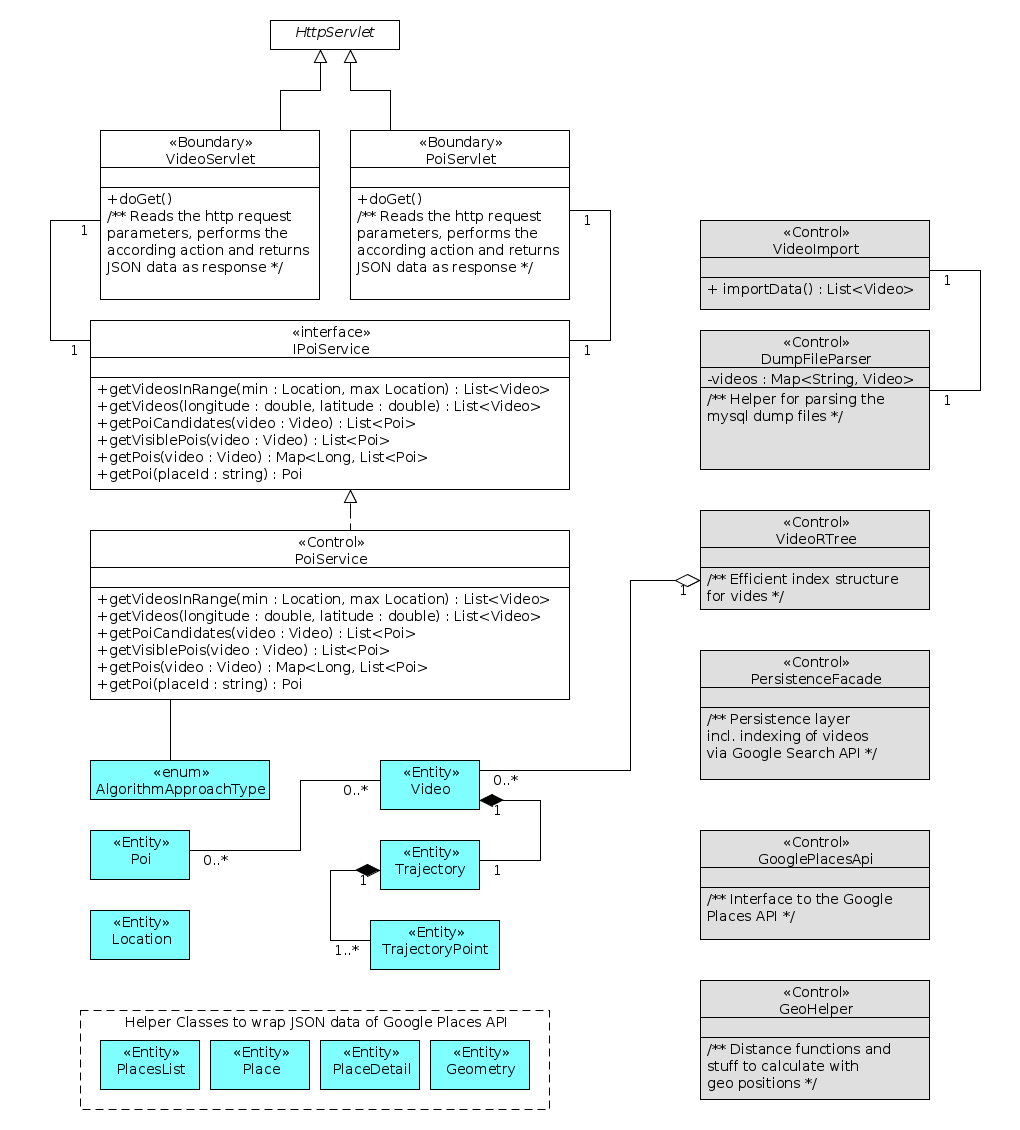 HttpServlet
«Boundary»
VideoServlet
+doGet()
/** Reads the http request
parameters, performs the
according action and returns
JSON data as response */
1
1
«Boundary»
PoiServlet
+doGet()
/** Reads the http request
parameters, performs the
according action and returns
JSON data as response */
1
1
«interface»
IPoiService
+getVideosInRange(min : Location, max Location) : List<Video>
+getVideos(longitude : double, latitude : double) : List<Video>
+getPoiCandidates(video : Video) : List<Poi>
+getVisiblePois(video : Video) : List<Poi>
+getPois(video : Video) : Map<Long, List<Poi>
+getPoi(placeId : string) : Poi
«Control»
PoiService
+getVideosInRange(min : Location, max Location) : List<Video>
+getVideos(longitude : double, latitude : double) : List<Video>
+getPoiCandidates(video : Video) : List<Poi>
+getVisiblePois(video : Video) : List<Poi>
+getPois(video : Video) : Map<Long, List<Poi>
+getPoi(placeId : string) : Poi
«enum»
AlgorithmApproachType
«Entity»
Poi
0..*
0..*
«Entity»
Video
0..*
1
«Entity»
Trajectory
1
1
«Entity»
TrajectoryPoint
1..*
«Entity»
Location
Helper Classes to wrap JSON data of Google Places API
«Entity»
PlacesList
«Entity»
Place
«Entity»
PlaceDetail
«Entity»
Geometry
«Control»
VideoImport
+ importData() : List<Video>
1
«Control»
DumpFileParser
-videos : Map<String, Video>
/** Helper for parsing the
mysql dump files */
1
«Control»
VideoRTree
/** Efficient index structure
for vides */
1
«Control»
PersistenceFacade
/** Persistence layer
incl. indexing of videos
via Google Search API */
«Control»
GooglePlacesApi
/** Interface to the Google
Places API */
«Control»
GeoHelper
/** Distance functions and
stuff to calculate with
geo positions */